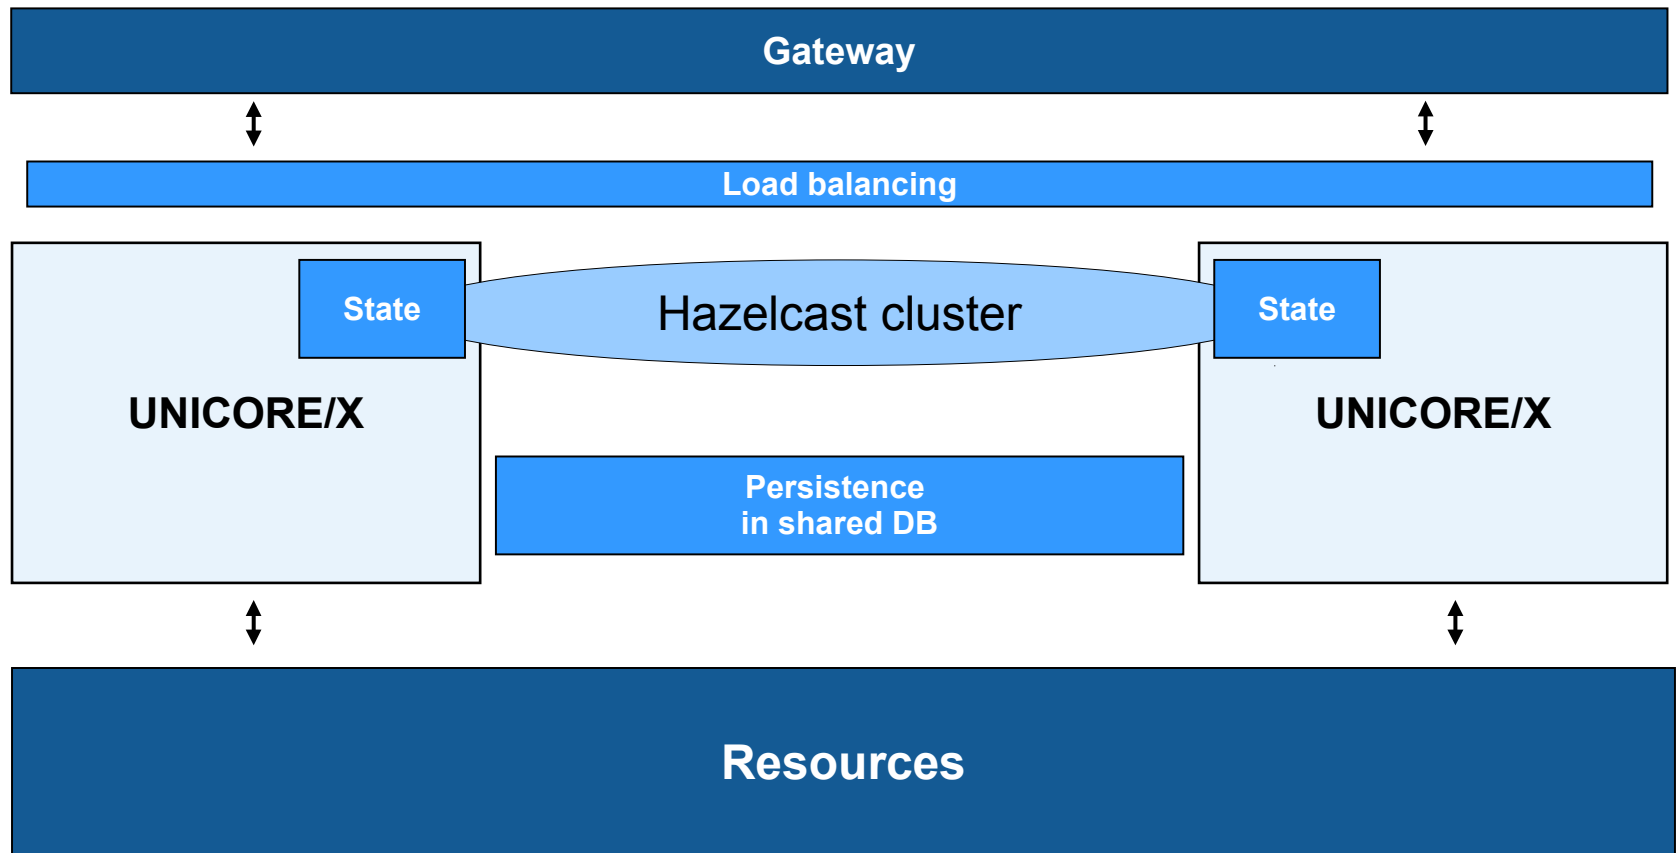 Gateway
Load balancing
State
Hazelcast cluster
State
UNICORE/X
UNICORE/X
Persistence
in shared DB
Resources